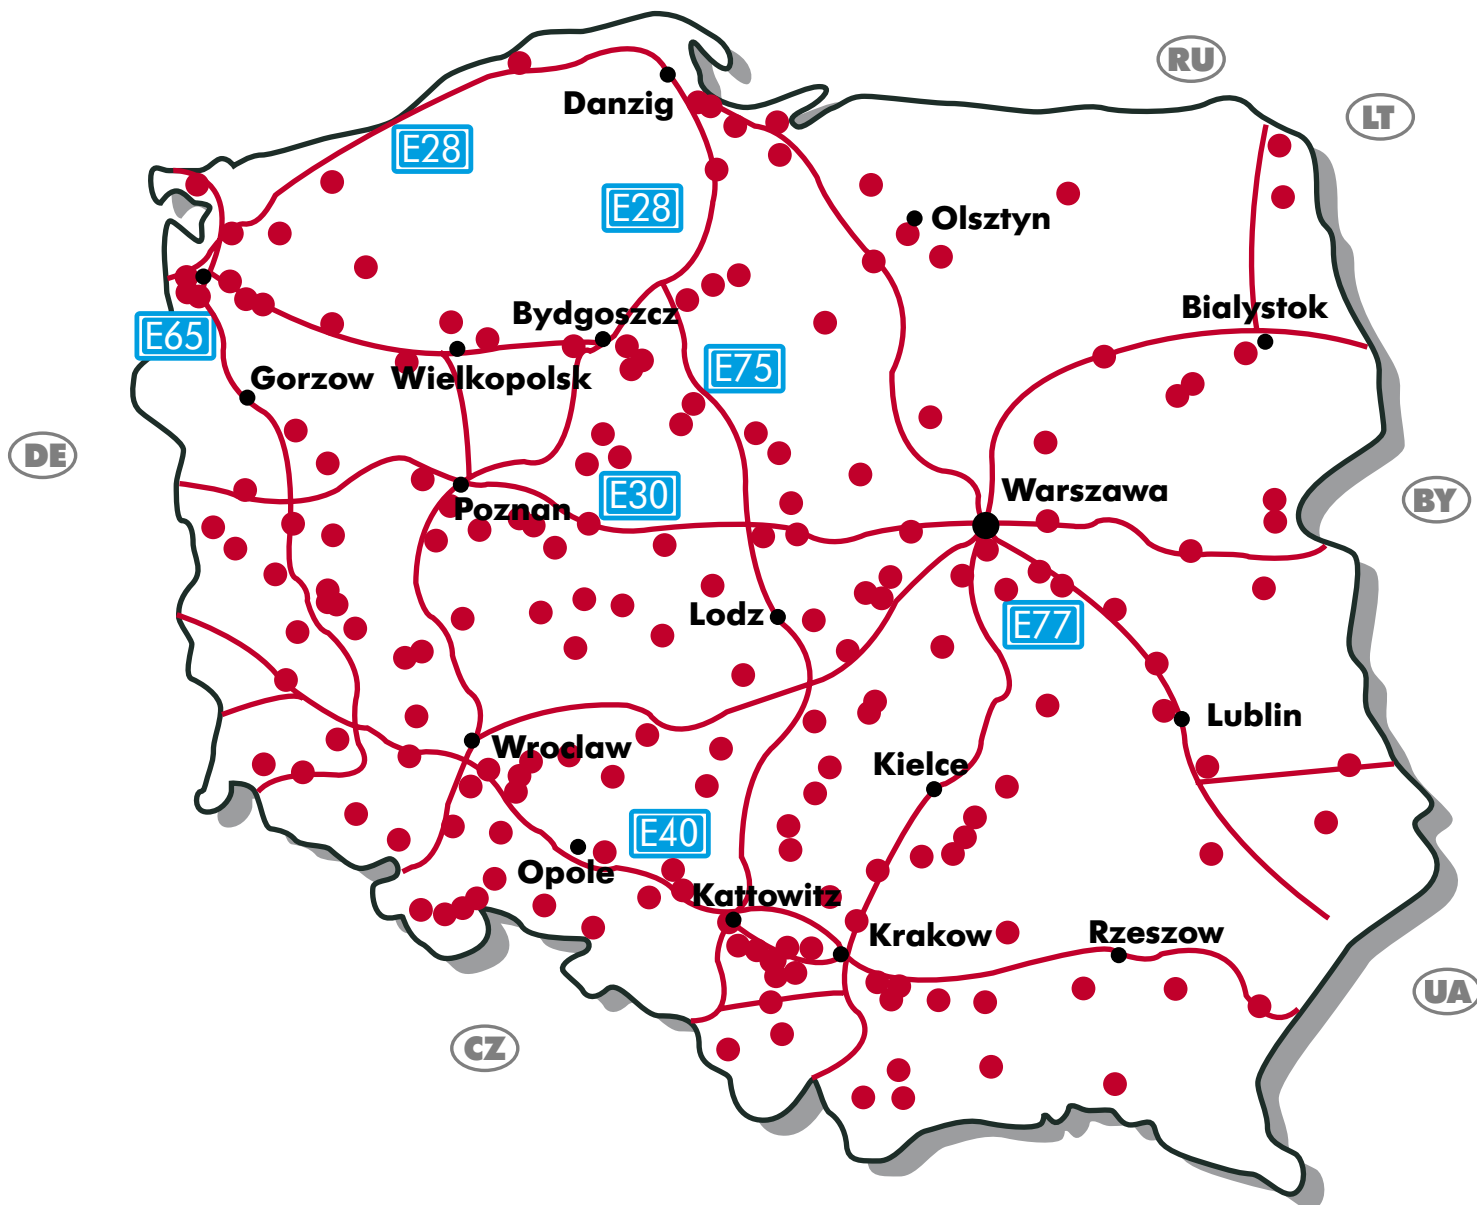 RU
LT
Danzig
E28
E28
Olsztyn
Bialystok
Bydgoszcz
E65
E75
Gorzow Wielkopolsk
DE
Warszawa
E30
BY
Poznan
Lodz
E77
Lublin
Wroclaw
Kielce
E40
Opole
Kattowitz
Krakow
Rzeszow
UA
CZ